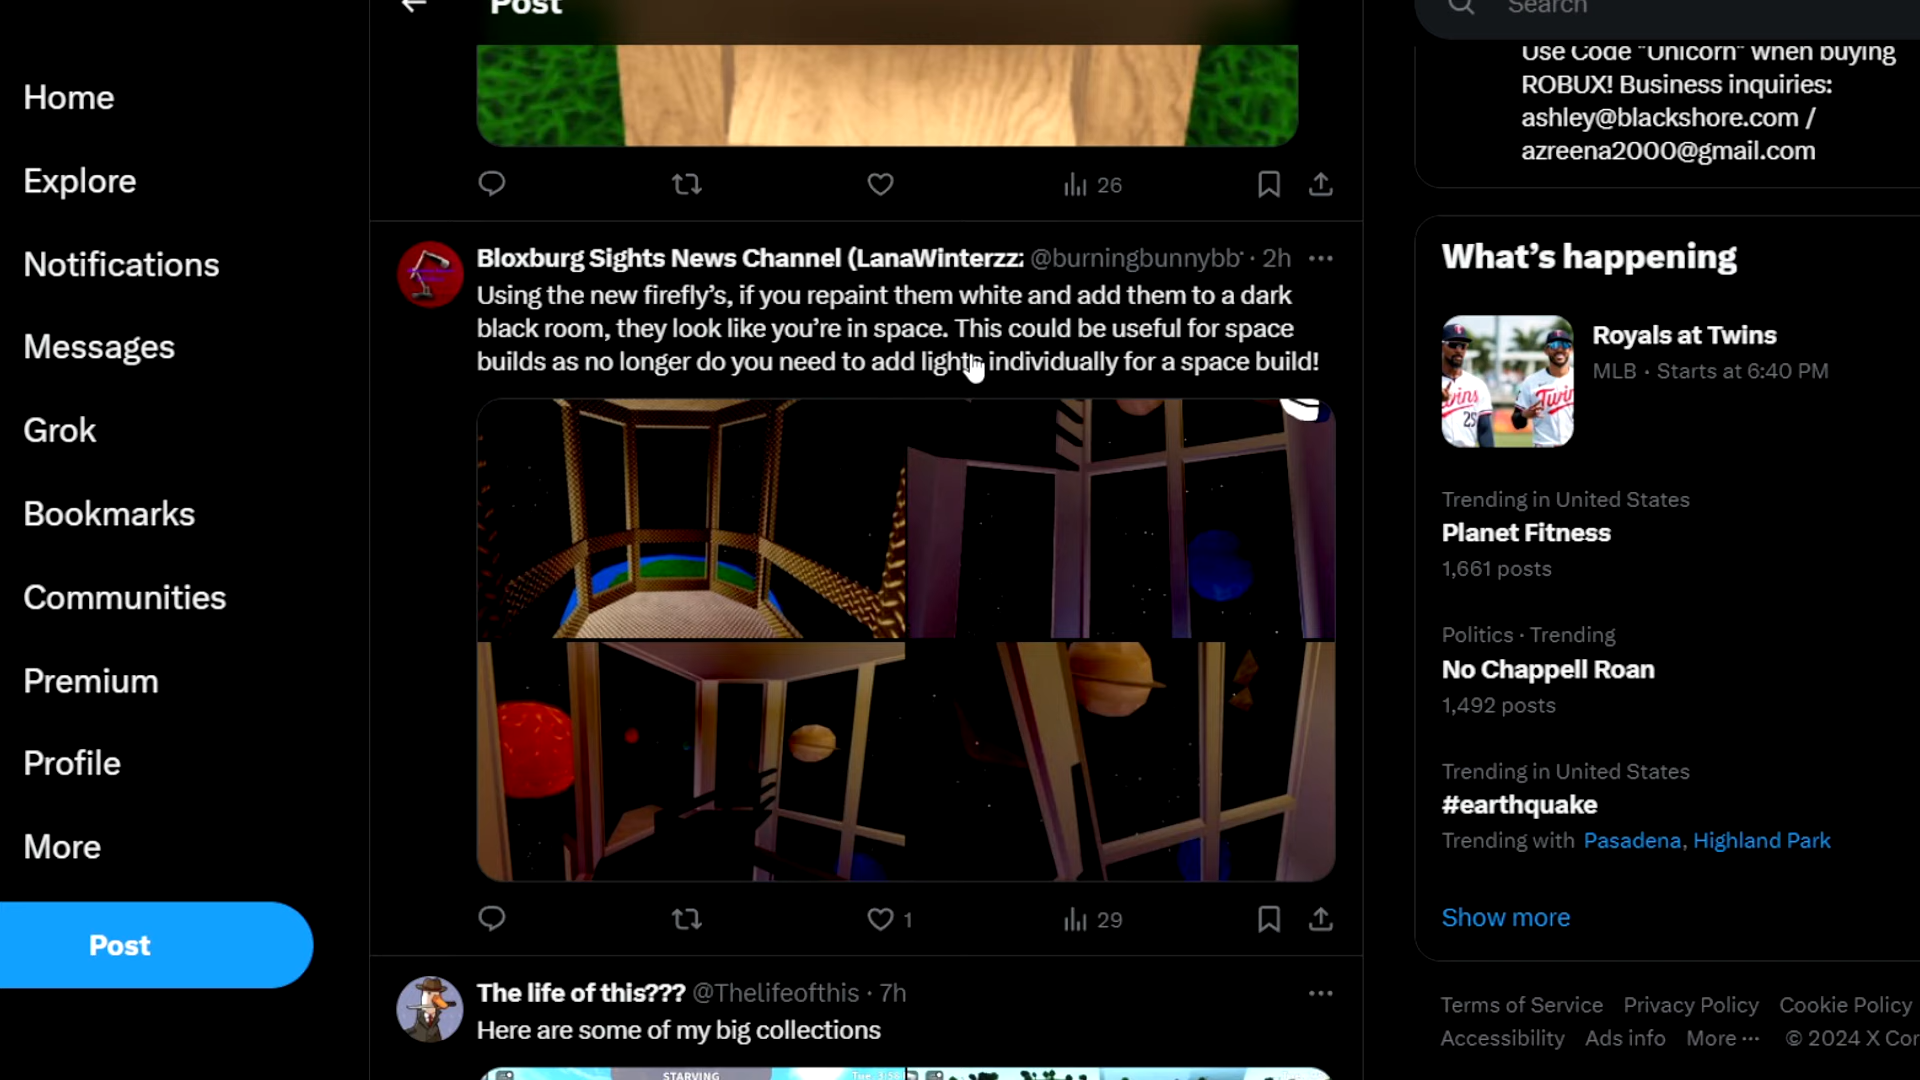 Post
Search
Home
Explore
Notifications
Messages
Grok
Bookmarks
Communities
Premium
Profile
More
Post
26
Bloxburg Sights News Channel (LanaWinterzz: @burningbunnybb · 2h
Using the new firefly’s, if you repaint them white and add them to a dark
black room, they look like you’re in space. This could be useful for space
builds as no longer do you need to add lights individually for a space build!
1
29
The life of this??? @Thelifeofthis · 7h
Here are some of my big collections
STARVING
Use Code "Unicorn" when buying
ROBUX! Business inquiries:
ashley@blackshore.com /
azreena2000@gmail.com
What’s happening
Royals at Twins
MLB · Starts at 6:40 PM
Trending in United States
Planet Fitness
1,661 posts
Politics · Trending
No Chappell Roan
1,492 posts
Trending in United States
#earthquake
Trending with Pasadena, Highland Park
Show more
Terms of Service Privacy Policy Cookie Policy
Accessibility Ads info More ··· © 2024 X Cor